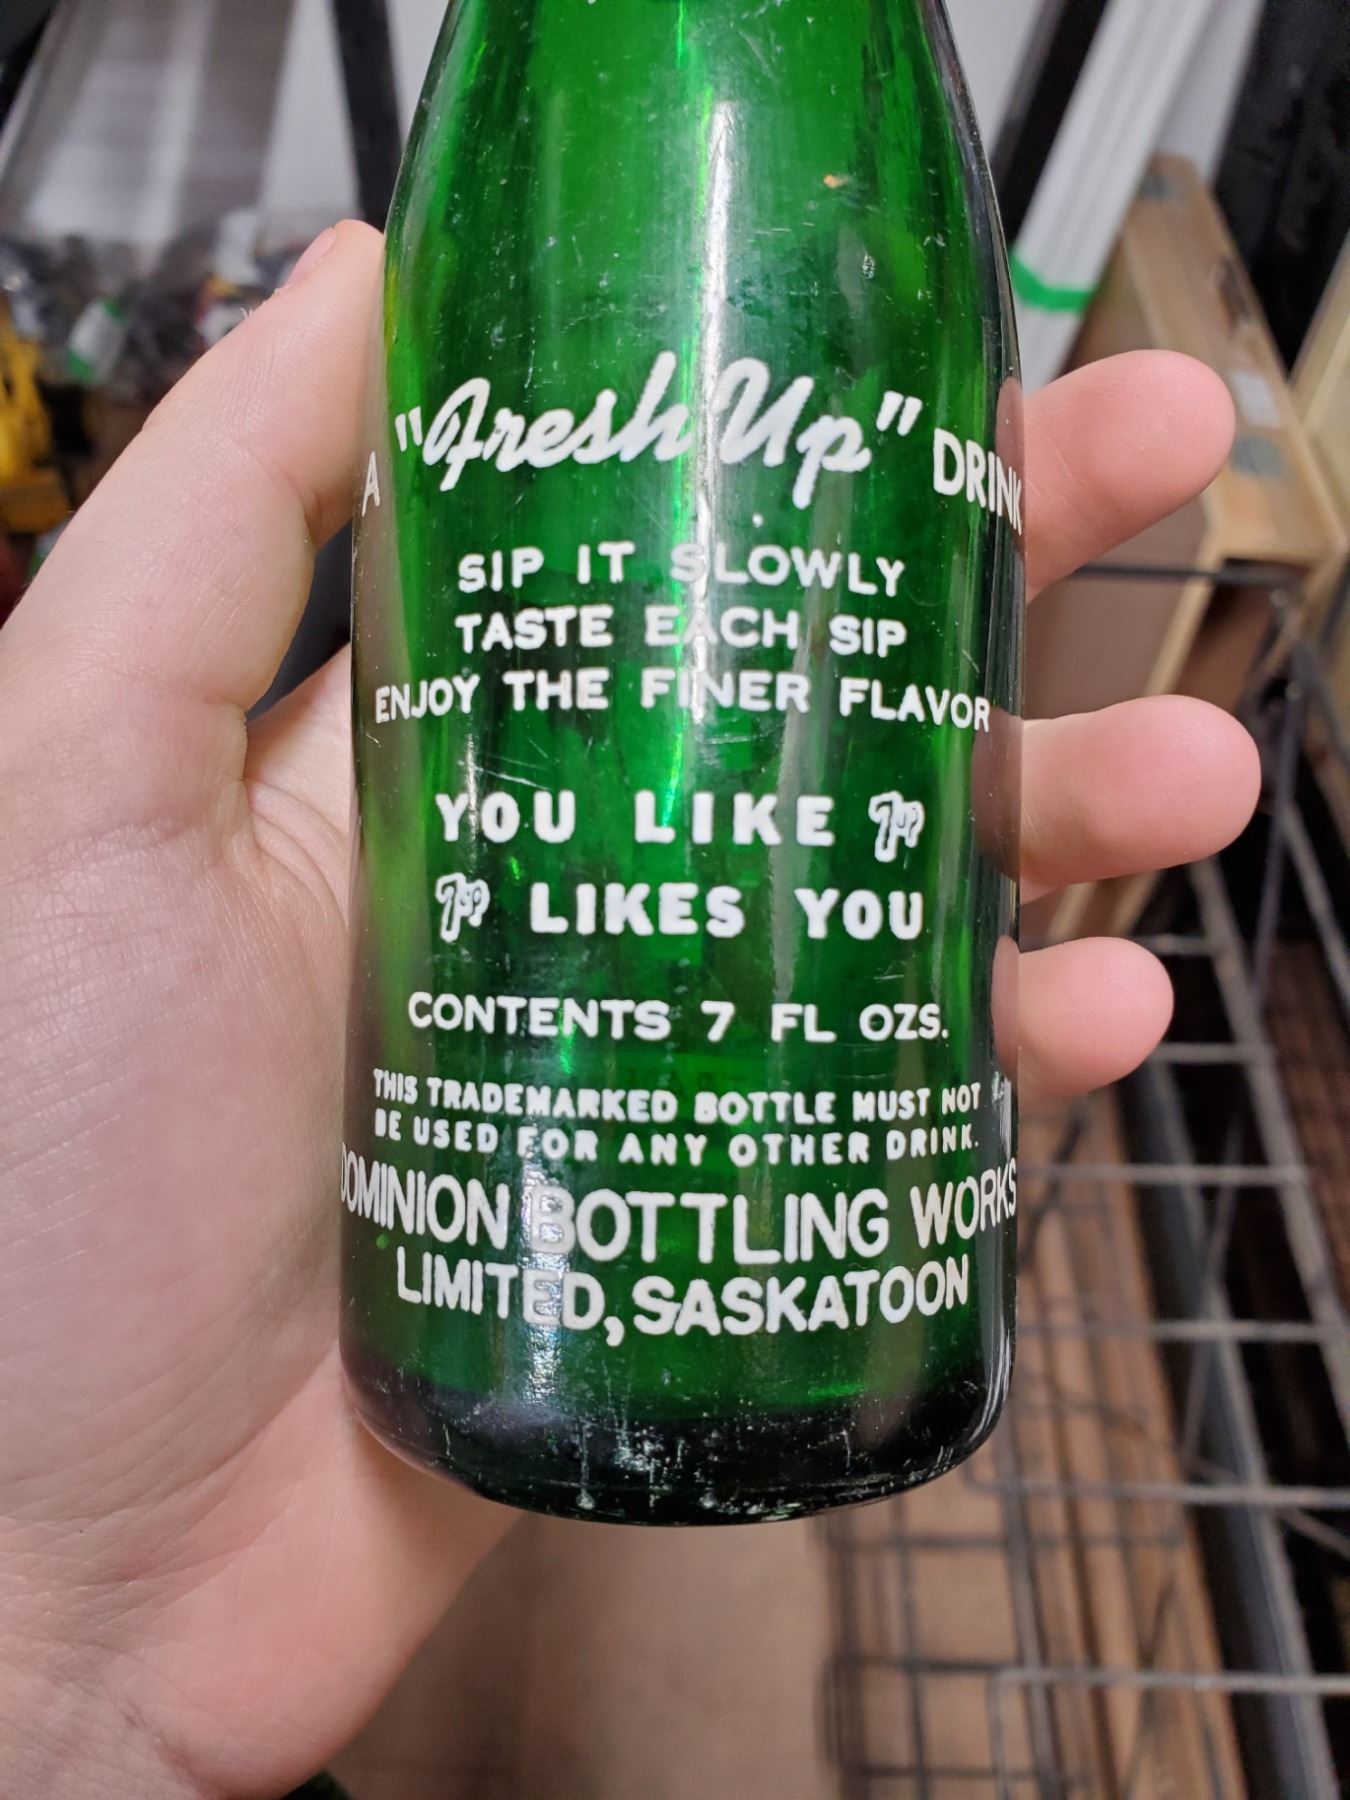 A "Fresh Up" DRINK
SIP IT SLOWLY
TASTE EACH SIP
ENJOY THE FINER FLAVOR
YOU LIKE 7up
7up LIKES YOU
CONTENTS 7 FL OZS.
THIS TRADEMARKED BOTTLE MUST NOT
BE USED FOR ANY OTHER DRINK.
DOMINION BOTTLING WORKS
LIMITED, SASKATOON